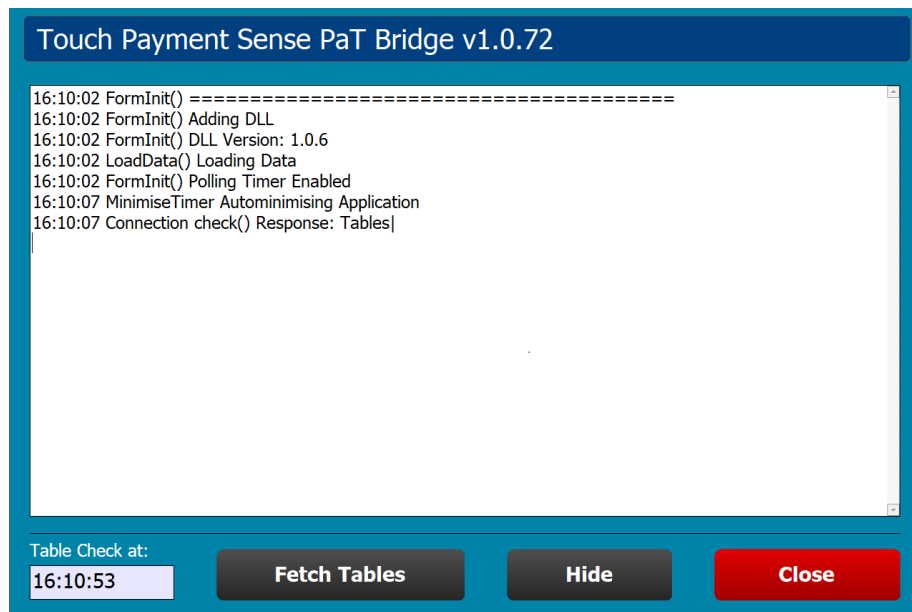 Touch Payment Sense PaT Bridge v1.0.72
16:10:02 FormInit() ========================================
16:10:02 FormInit() Adding DLL
16:10:02 FormInit() DLL Version: 1.0.6
16:10:02 LoadData() Loading Data
16:10:02 FormInit() Polling Timer Enabled
16:10:07 MinimiseTimer Autominimising Application
16:10:07 Connection check() Response: Tables|
Table Check at:
16:10:53
Fetch Tables
Hide
Close